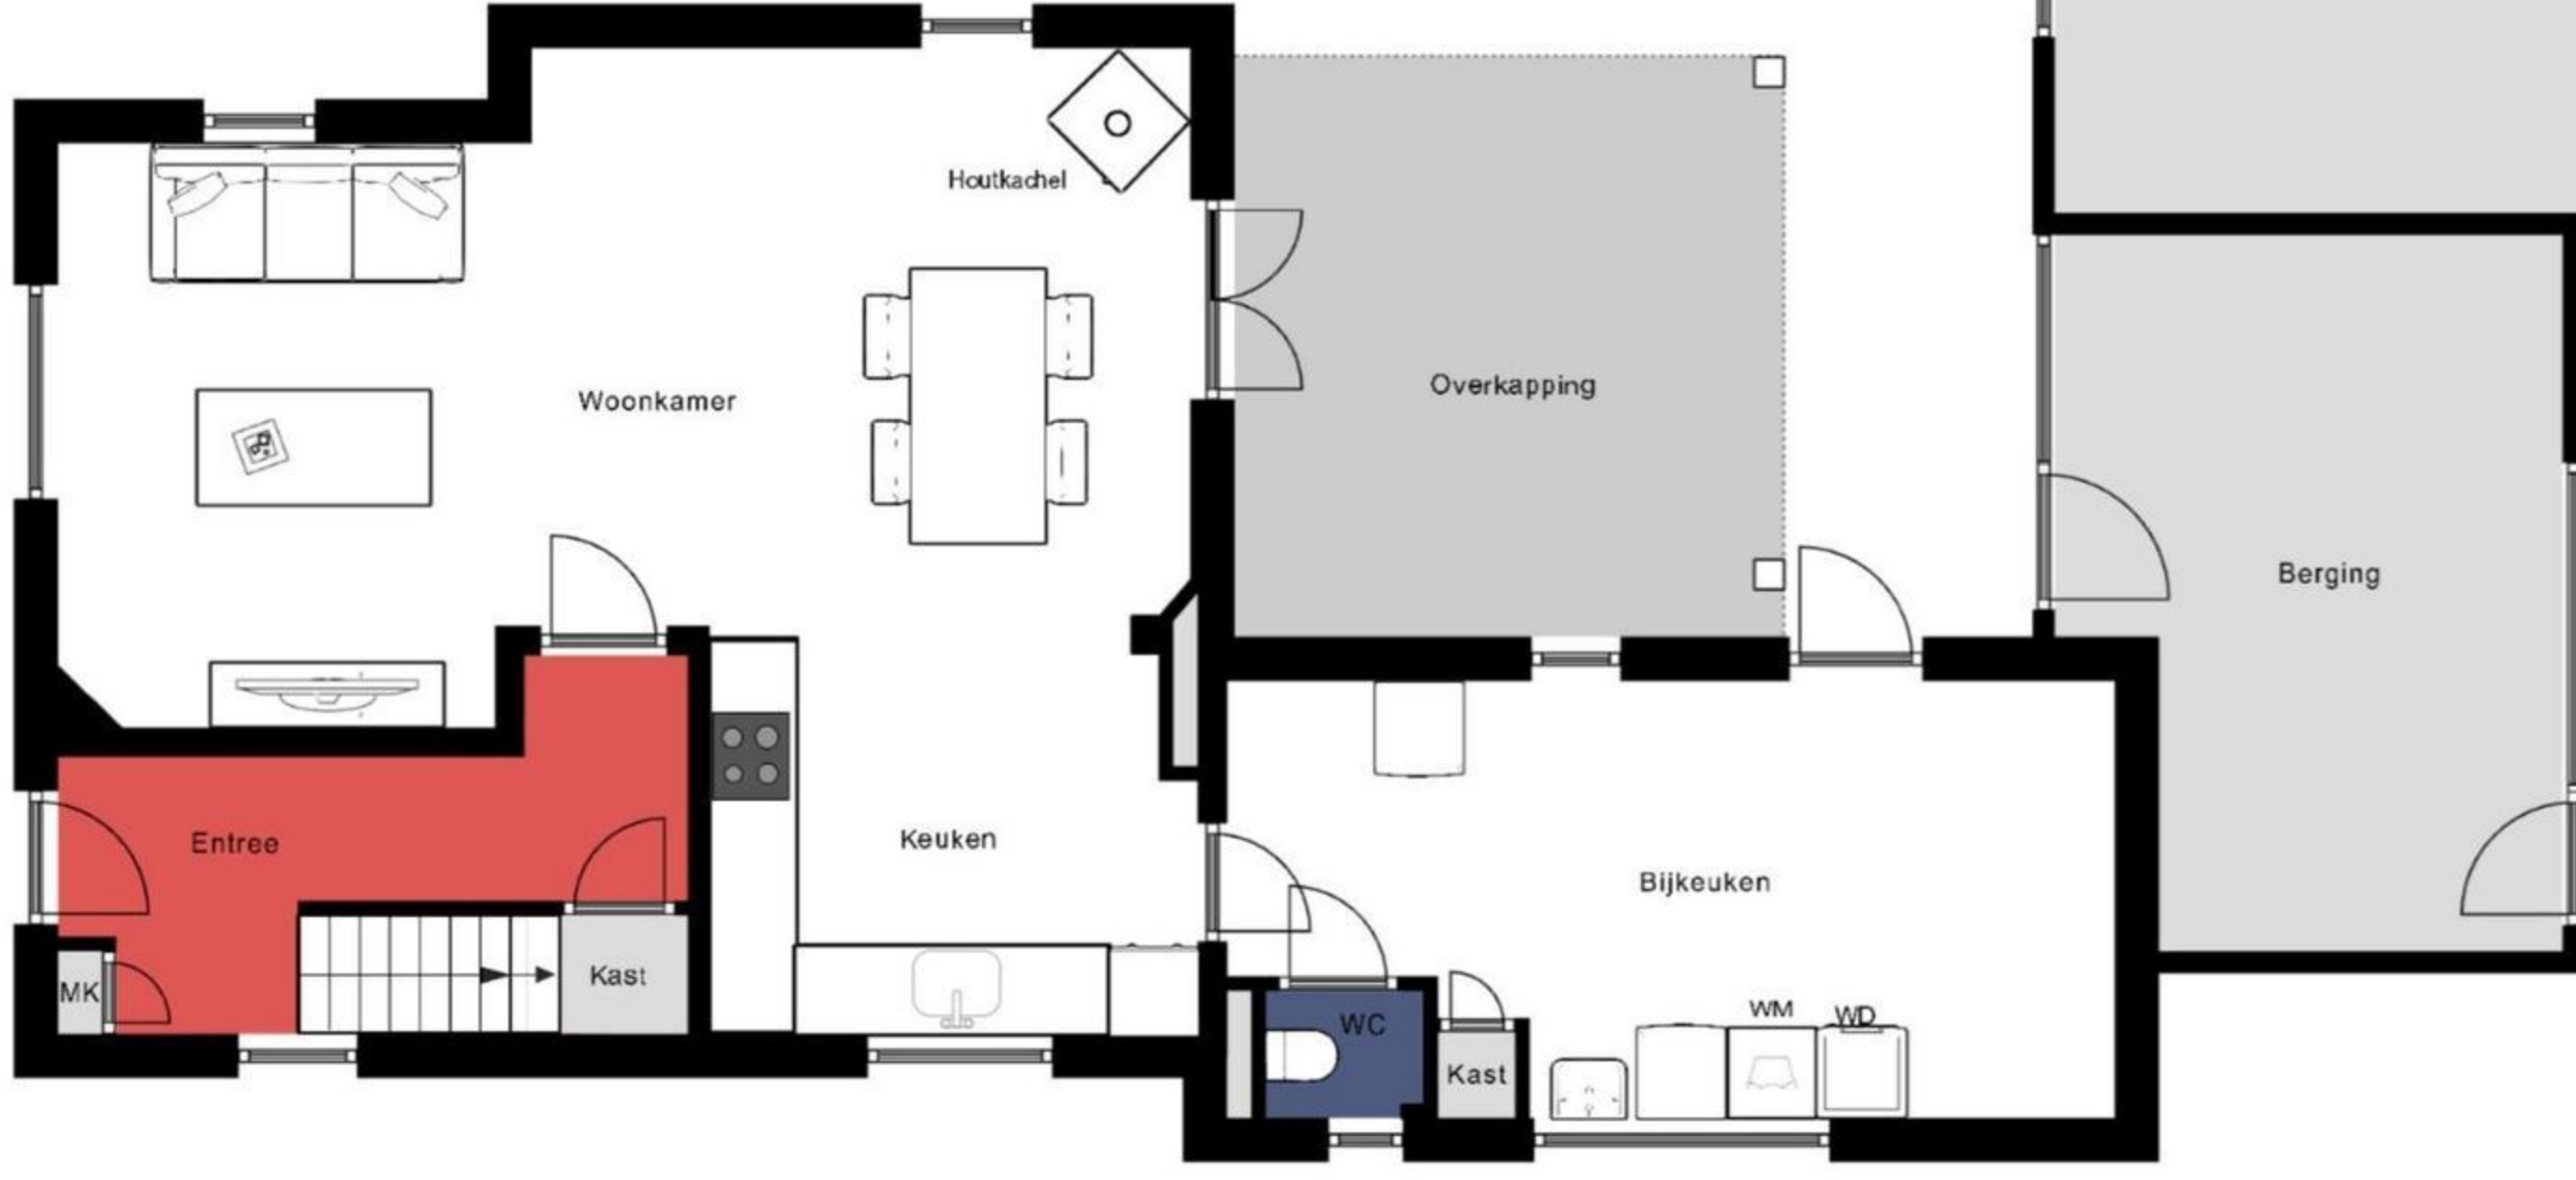 Houtkachel
Woonkamer
Overkapping
Berging
Entree
Keuken
Bijkeuken
MK
Kast
WC
Kast
WM
WD